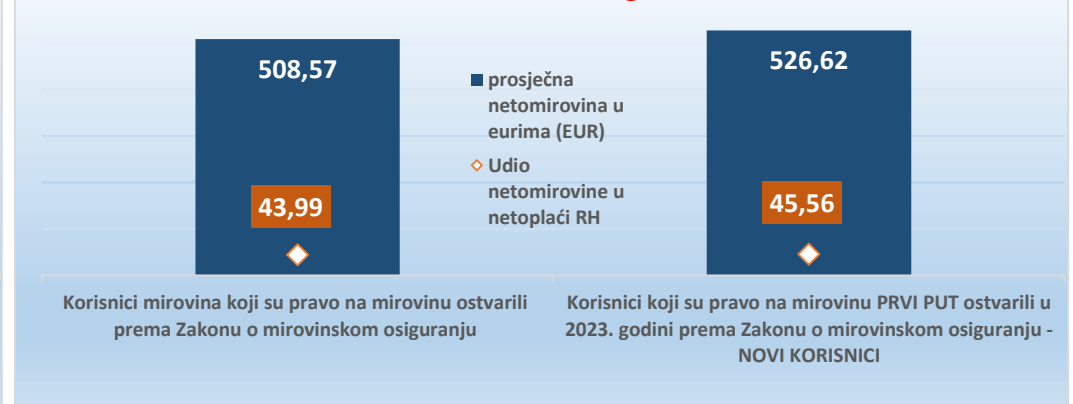 508,57
43,99
prosječna
netomirovina u
eurima (EUR)
Udio
netomirovine u
netoplaći RH
526,62
45,56
Korisnici mirovina koji su pravo na mirovinu ostvarili
prema Zakonu o mirovinskom osiguranju
Korisnici koji su pravo na mirovinu PRVI PUT ostvarili u
2023. godini prema Zakonu o mirovinskom osiguranju -
NOVI KORISNICI